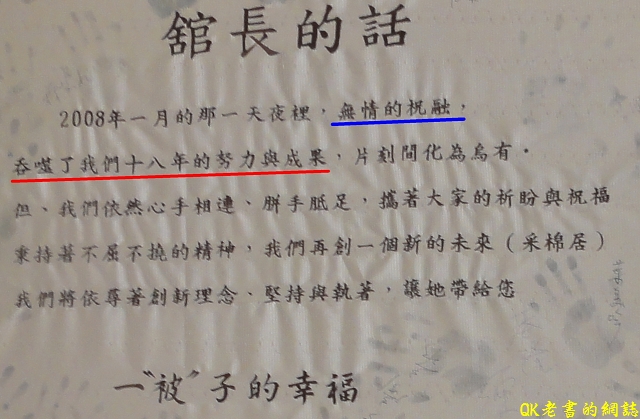 舘長的話
2008年一月的那一天夜裡，無情的祝融，
吞噬了我們十八年的努力與成果，片刻間化為烏有。
但、我們依然心手相連、胼手胝足，攜著大家的祈盼與祝福
秉持著不屈不撓的精神，我們再創一個新的未來（采棉居）
我們將依尊著創新理念、堅持與執著，讓她帶給您
一〝被〞子的幸福
QK老書的網誌